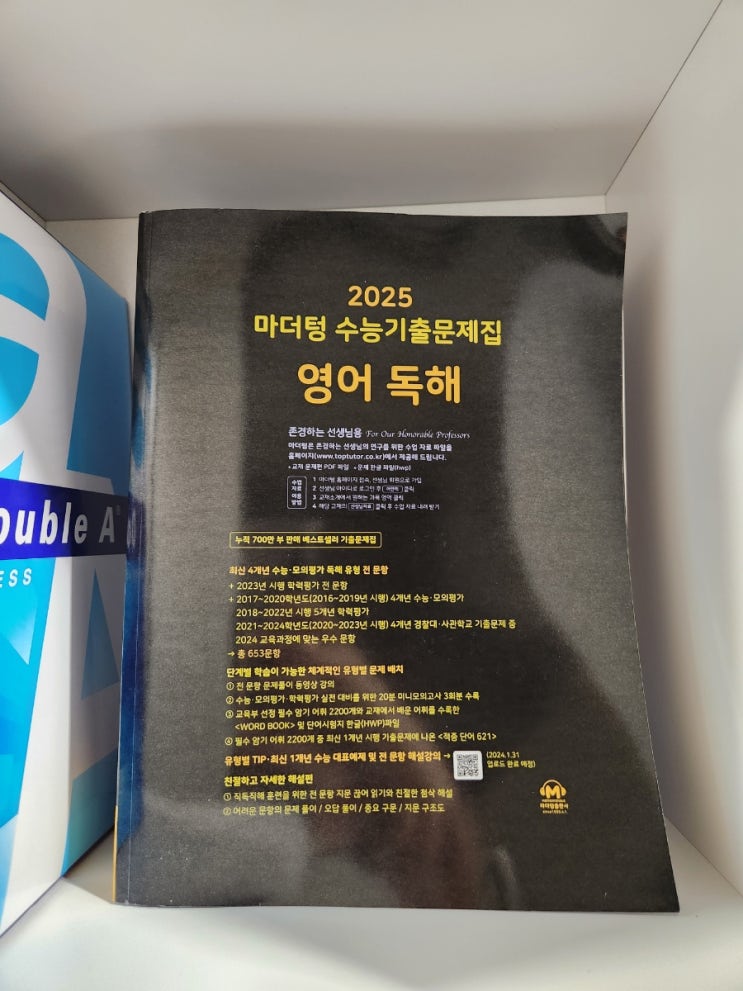 2025
마더텅 수능기출문제집
영어 독해
존경하는 선생님용 For Our Honorable Professors
마더텅은 존경하는 선생님의 연구를 위한 수업 자료 파일을
홈페이지(www.toptutor.co.kr)에서 제공해 드립니다.
• 교재 문제편 PDF 파일 • 문제 한글 파일(hwp)
수업
자료
이용
방법
1 마더텅 홈페이지 접속, 선생님 회원으로 가입
2 선생님 아이디로 로그인 후 클릭
3 교재소개에서 원하는 과목 영역 클릭
4 해당 교재의 선생님자료 클릭 후 수업 자료 내려 받기
누적 700만 부 판매 베스트셀러 기출문제집
최신 4개년 수능·모의평가 독해 유형 전 문항
+ 2023년 시행 학력평가 전 문항
+ 2017~2020학년도(2016~2019년 시행) 4개년 수능·모의평가
2018~2022년 시행 5개년 학력평가
2021~2024학년도(2020~2023년 시행) 4개년 경찰대·사관학교 기출문제 중
2024 교육과정에 맞는 우수 문항
→ 총 653문항
단계별 학습이 가능한 체계적인 유형별 문제 배치
① 전 문항 문제풀이 동영상 강의
② 수능·모의평가·학력평가 실전 대비를 위한 20분 미니모의고사 3회분 수록
③ 교육부 선정 필수 암기 어휘 2200개와 교재에서 배운 어휘를 수록한
<WORD BOOK> 및 단어시험지 한글(HWP)파일
④ 필수 암기 어휘 2200개 중 최신 1개년 시행 기출문제에 나온 <적중 단어 621>
유형별 TIP·최신 1개년 수능 대표예제 및 전 문항 해설강의 →
(2024.1.31
업로드 완료 예정)
친절하고 자세한 해설편
① 직독직해 훈련을 위한 전 문항 지문 끊어 읽기와 친절한 첨삭 해설
② 어려운 문항의 문제 풀이 / 오답 풀이 / 중요 구문 / 지문 구조도
마더텅출판사
ouble A
ESS